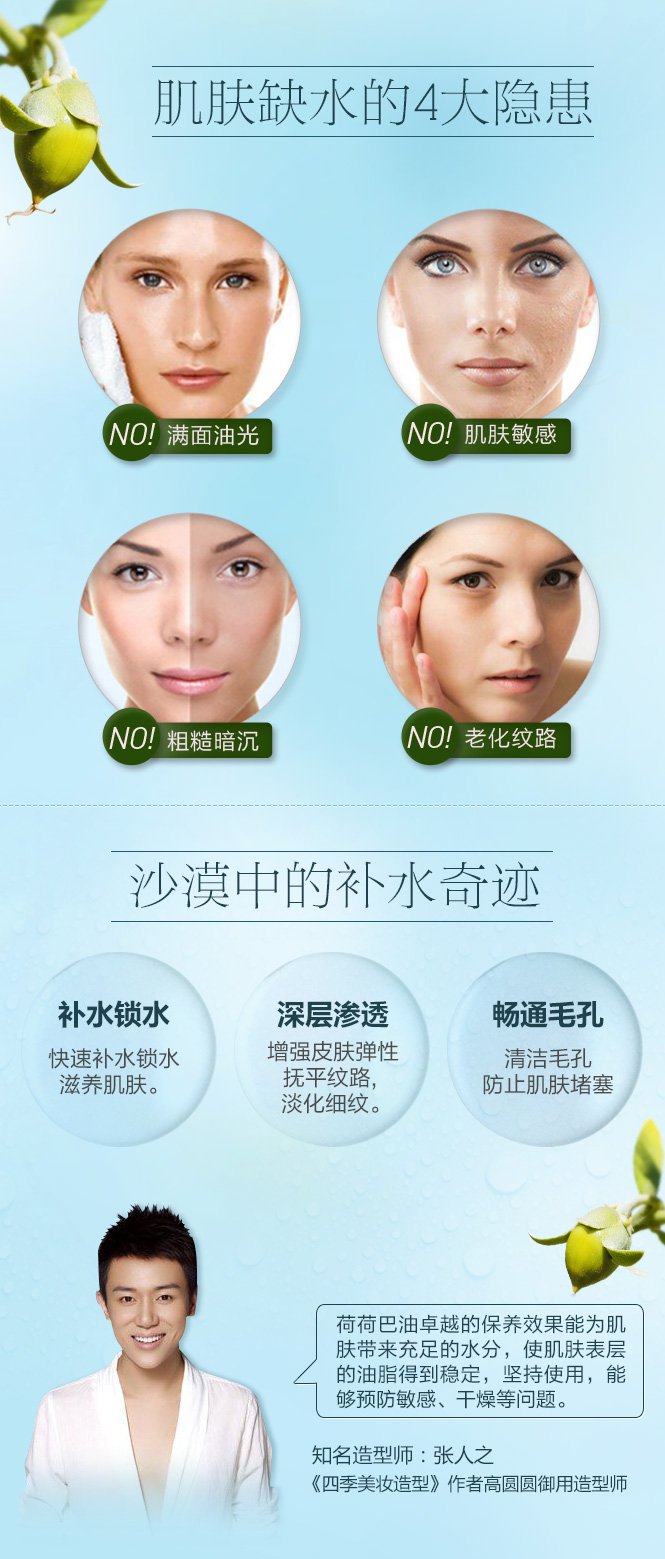 肌肤缺水的4大隐患
NO! 满面油光
NO! 肌肤敏感
NO! 粗糙暗沉
NO! 老化纹路
沙漠中的补水奇迹
补水锁水
快速补水锁水
滋养肌肤。
深层渗透
增强皮肤弹性
抚平纹路,
淡化细纹。
畅通毛孔
清洁毛孔
防止肌肤堵塞
荷荷巴油卓越的保养效果能为肌
肤带来充足的水分，使肌肤表层
的油脂得到稳定，坚持使用，能
够预防敏感、干燥等问题。
知名造型师：张人之
《四季美妆造型》作者高圆圆御用造型师